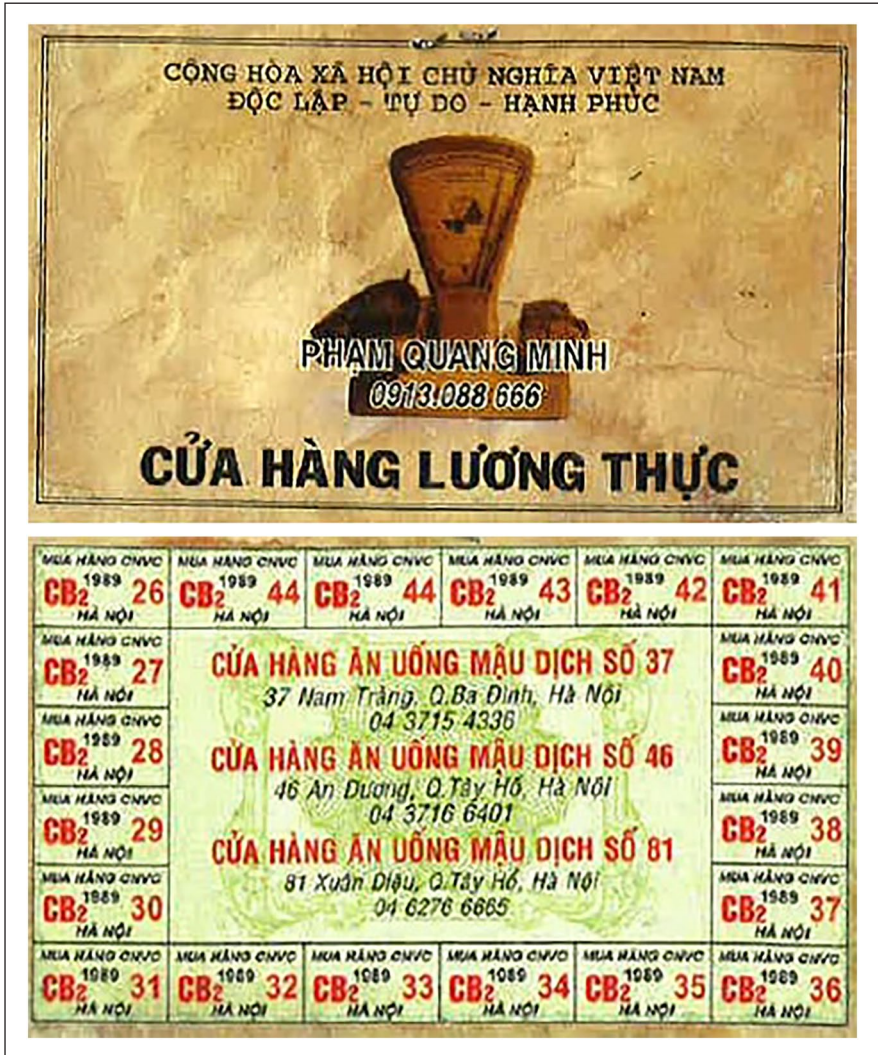 CỘNG HÒA XÃ HỘI CHỦ NGHĨA VIỆT NAM
ĐỘC LẬP - TỰ DO - HẠNH PHÚC
PHẠM QUANG MINH
0913.088 666
CỬA HÀNG LƯƠNG THỰC
MUA HÀNG CNVC MUA HÀNG CNVC MUA HÀNG CNVC MUA HÀNG CNVC MUA HÀNG CNVC MUA HÀNG CNVC
CB2 1989 26 CB2 1989 44 CB2 1989 44 CB2 1989 43 CB2 1989 42 CB2 1989 41
HÀ NỘI HÀ NỘI HÀ NỘI HÀ NỘI HÀ NỘI HÀ NỘI
MUA HÀNG CNVC
CB2 1989 27
HÀ NỘI
MUA HÀNG CNVC
CB2 1989 28
HÀ NỘI
MUA HÀNG CNVC
CB2 1989 29
HÀ NỘI
MUA HÀNG CNVC
CB2 1989 30
HÀ NỘI
CỬA HÀNG ĂN UỐNG MẬU DỊCH SỐ 37
37 Nam Tràng, Q.Ba Đình, Hà Nội
04 3715 4336
CỬA HÀNG ĂN UỐNG MẬU DỊCH SỐ 46
46 An Dương, Q.Tây Hồ, Hà Nội
04 3716 6401
CỬA HÀNG ĂN UỐNG MẬU DỊCH SỐ 81
81 Xuân Diệu, Q.Tây Hồ, Hà Nội
04 6276 6665
MUA HÀNG CNVC
CB2 1989 40
HÀ NỘI
MUA HÀNG CNVC
CB2 1989 39
HÀ NỘI
MUA HÀNG CNVC
CB2 1989 38
HÀ NỘI
MUA HÀNG CNVC
CB2 1989 37
HÀ NỘI
MUA HÀNG CNVC MUA HÀNG CNVC MUA HÀNG CNVC MUA HÀNG CNVC MUA HÀNG CNVC MUA HÀNG CNVC
CB2 1989 31 CB2 1989 32 CB2 1989 33 CB2 1989 34 CB2 1989 35 CB2 1989 36
HÀ NỘI HÀ NỘI HÀ NỘI HÀ NỘI HÀ NỘI HÀ NỘI